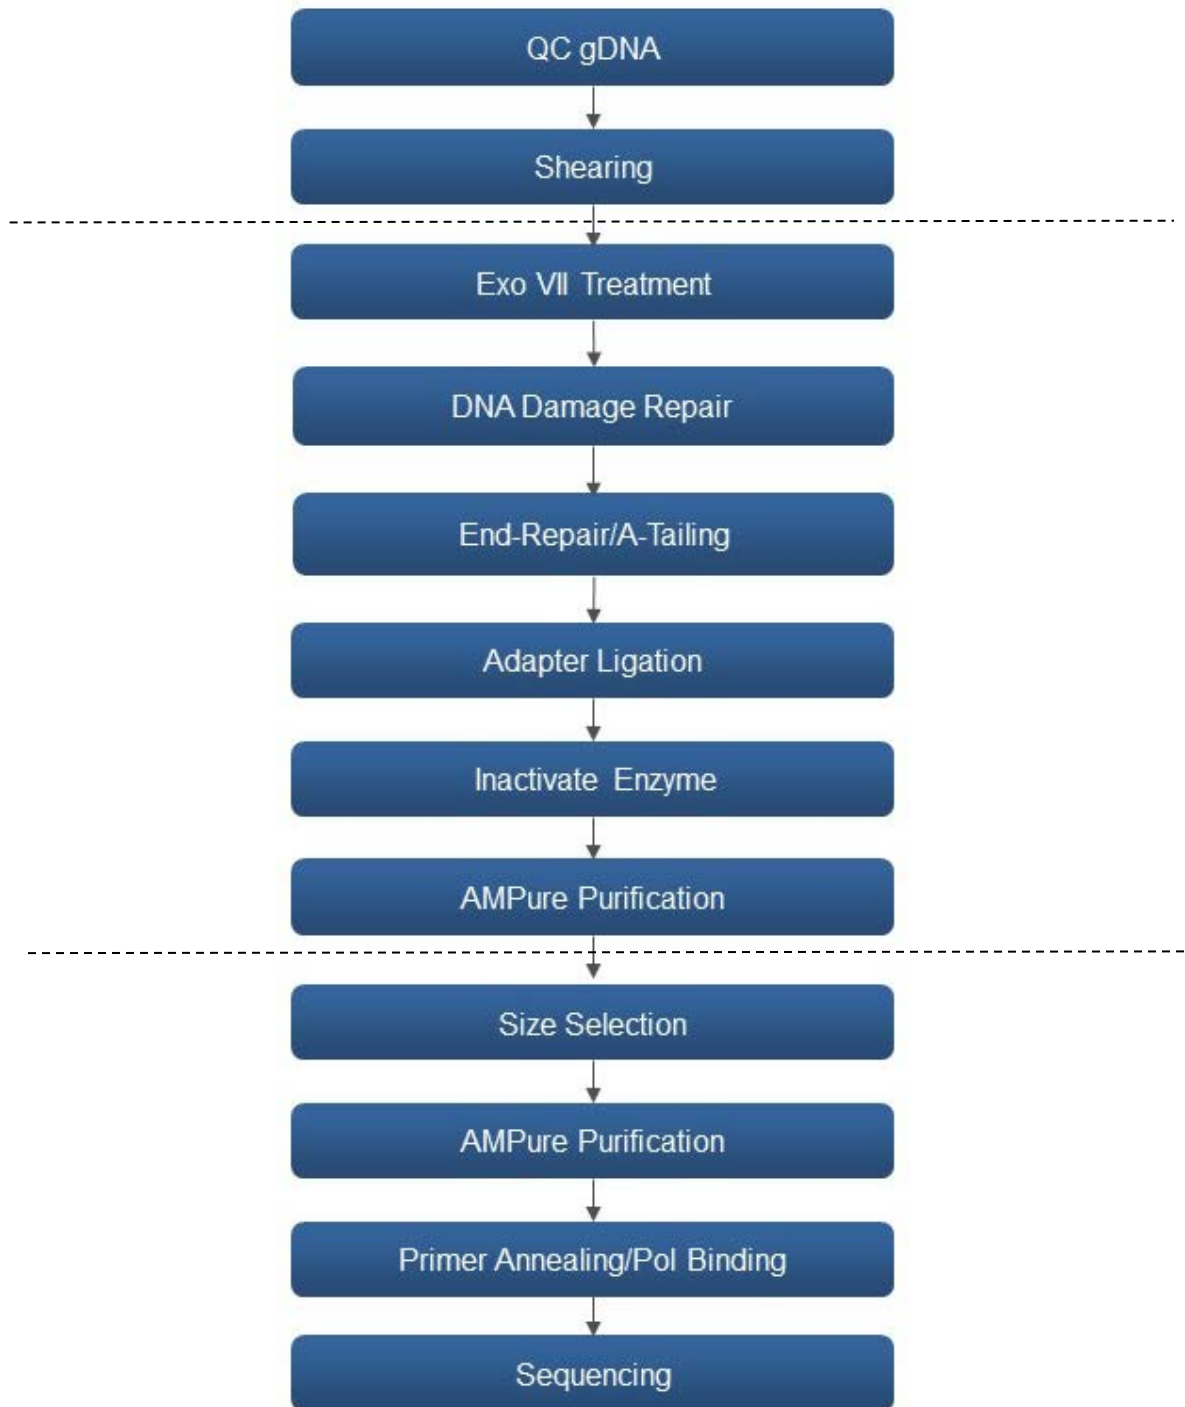 QC gDNA
Shearing
Exo VII Treatment
DNA Damage Repair
End-Repair/A-Tailing
Adapter Ligation
Inactivate Enzyme
AMPure Purification
Size Selection
AMPure Purification
Primer Annealing/Pol Binding
Sequencing